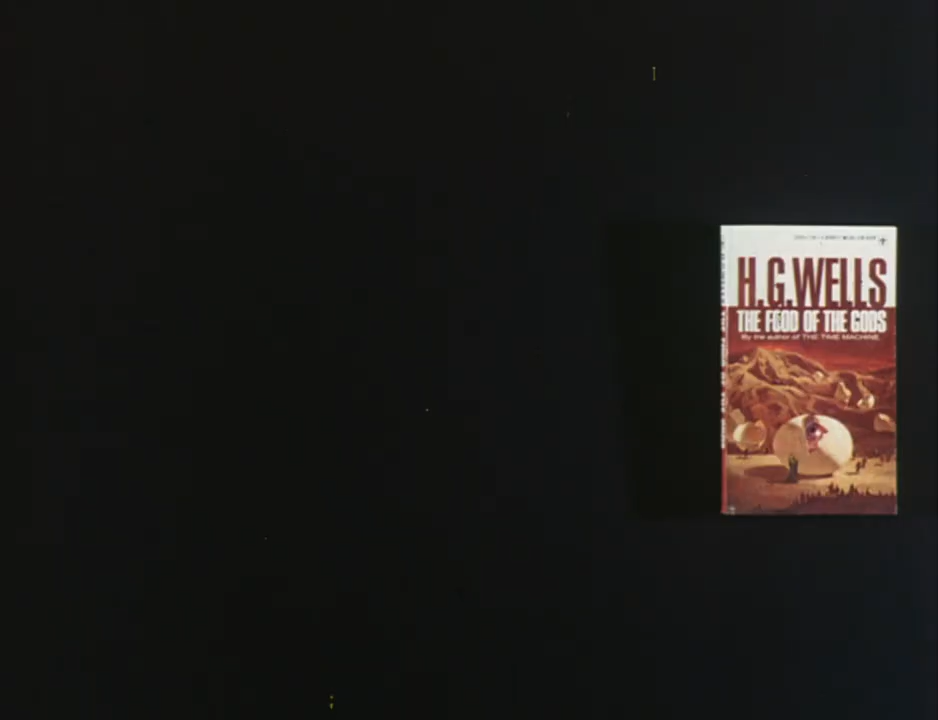 H.G.WELLS
THE FOOD OF THE GODS
By the author of THE TIME MACHINE